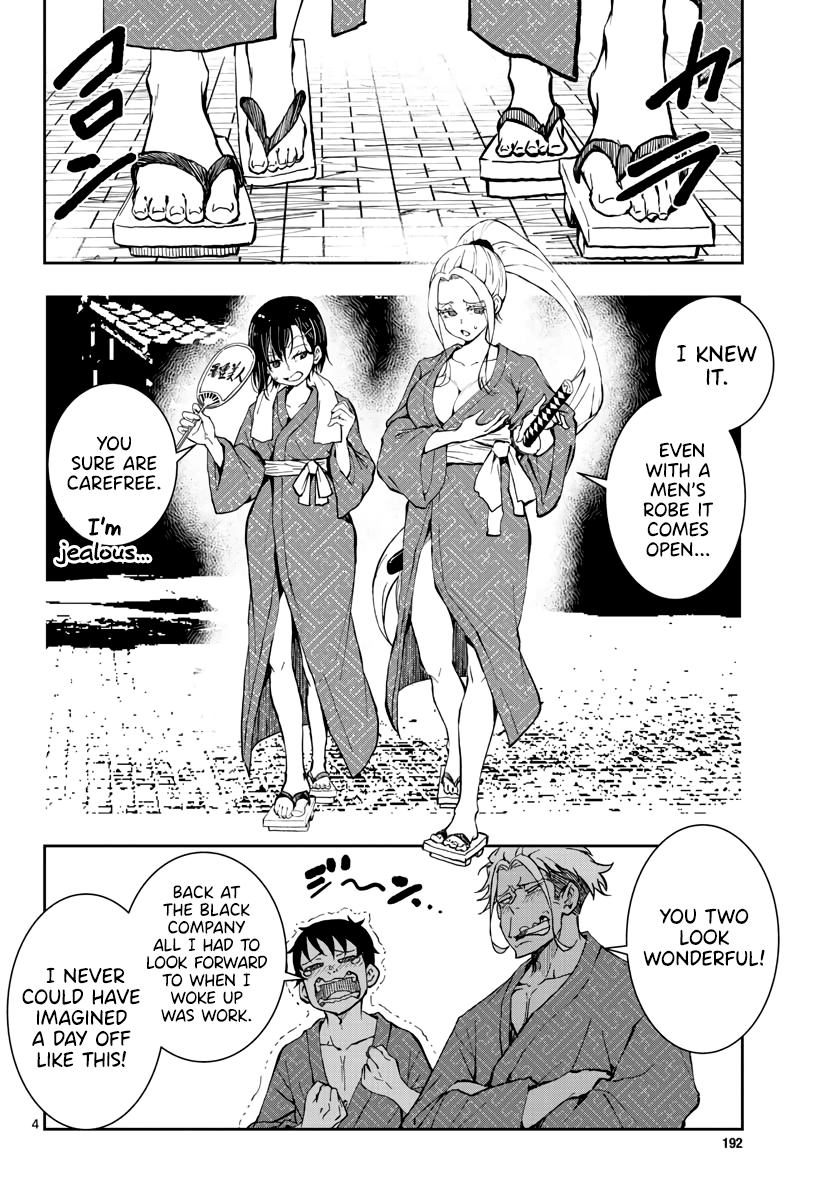 コロン
カラ
I KNEW
IT.
EVEN
WITH A
MEN'S
ROBE IT
COMES
OPEN...
YOU
SURE ARE
CAREFREE.
I'm
jealous...
YOU TWO
LOOK
WONDERFUL!
ジ〜ン
BACK AT
THE BLACK
COMPANY
ALL I HAD TO
LOOK FORWARD
TO WHEN I
WOKE UP
WAS WORK.
I NEVER
COULD HAVE
IMAGINED
A DAY OFF
LIKE THIS!
4
192